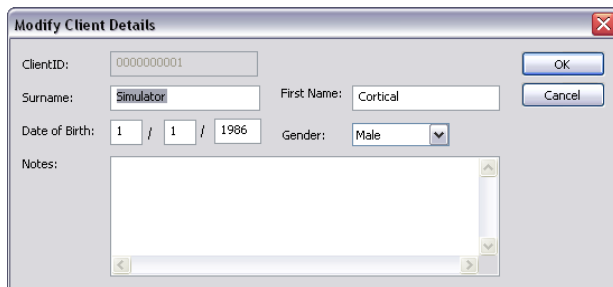 Modify Client Details
ClientID: 0000000001 OK
Surname: Simulator First Name: Cortical Cancel
Date of Birth: 1 / 1 / 1986 Gender: Male
Notes: